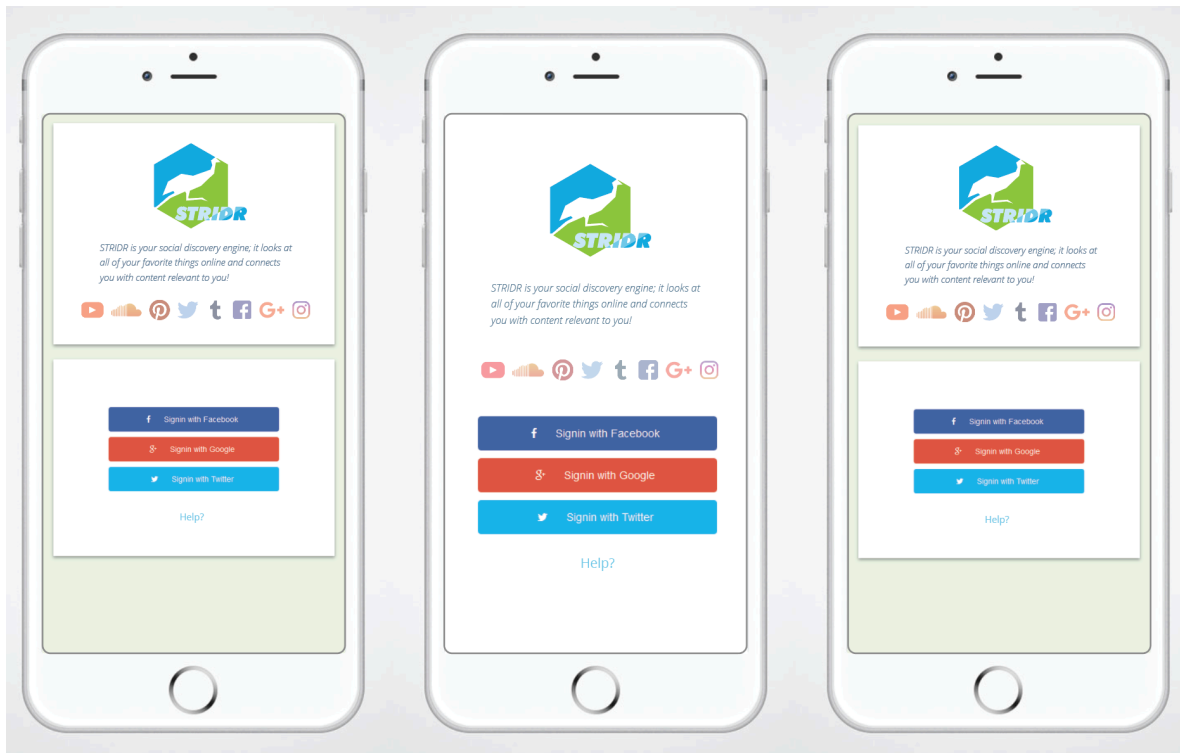 STRIDR
STRIDR is your social discovery engine; it looks at
all of your favorite things online and connects
you with content relevant to you!
Signin with Facebook
Signin with Google
Signin with Twitter
Help?
STRIDR
STRIDR is your social discovery engine; it looks at
all of your favorite things online and connects
you with content relevant to you!
Signin with Facebook
Signin with Google
Signin with Twitter
Help?
STRIDR
STRIDR is your social discovery engine; it looks at
all of your favorite things online and connects
you with content relevant to you!
Signin with Facebook
Signin with Google
Signin with Twitter
Help?